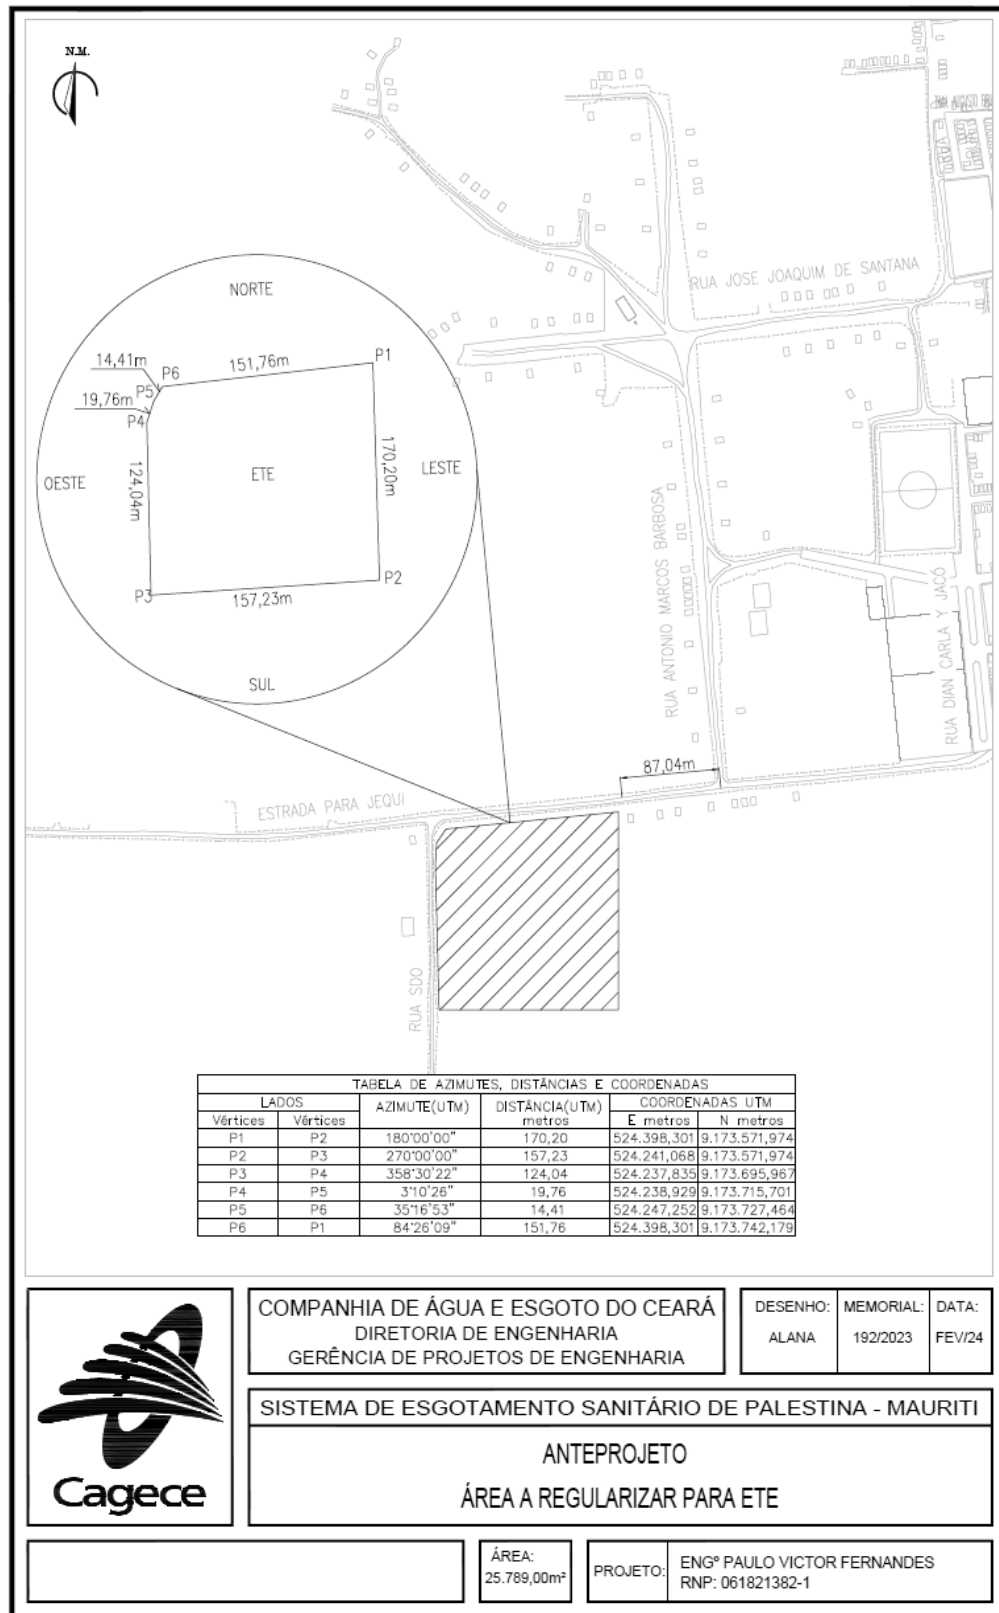 N.M.
RUA JOSE JOAQUIM DE SANTANA
NORTE
14,41m
P6
151,76m
P1
P5
19,76m
P4
OESTE
124,04m
ETE
170,20m
LESTE
P3
157,23m
P2
SUL
RUA ANTONIO MARCOS BARBOSA
RUA DIAN CARLA Y JACÓ
87,04m
ESTRADA PARA JEQUI
RUA SDO
TABELA DE AZIMUTES, DISTÂNCIAS E COORDENADAS
LADOS AZIMUTE(UTM) DISTÂNCIA(UTM) metros COORDENADAS UTM
Vértices Vértices E metros N metros
P1 P2 180°00'00" 170,20 524.398,301 9.173.571,974
P2 P3 270°00'00" 157,23 524.241,068 9.173.571,974
P3 P4 358°30'22" 124,04 524.237,835 9.173.695,967
P4 P5 3°10'26" 19,76 524.238,929 9.173.715,701
P5 P6 35°16'53" 14,41 524.247,252 9.173.727,464
P6 P1 84°26'09" 151,76 524.398,301 9.173.742,179
Cagece
COMPANHIA DE ÁGUA E ESGOTO DO CEARÁ
DIRETORIA DE ENGENHARIA
GERÊNCIA DE PROJETOS DE ENGENHARIA
DESENHO: MEMORIAL: DATA:
ALANA 192/2023 FEV/24
SISTEMA DE ESGOTAMENTO SANITÁRIO DE PALESTINA - MAURITI
ANTEPROJETO
ÁREA A REGULARIZAR PARA ETE
ÁREA:
25.789,00m²
PROJETO:
ENGº PAULO VICTOR FERNANDES
RNP: 061821382-1